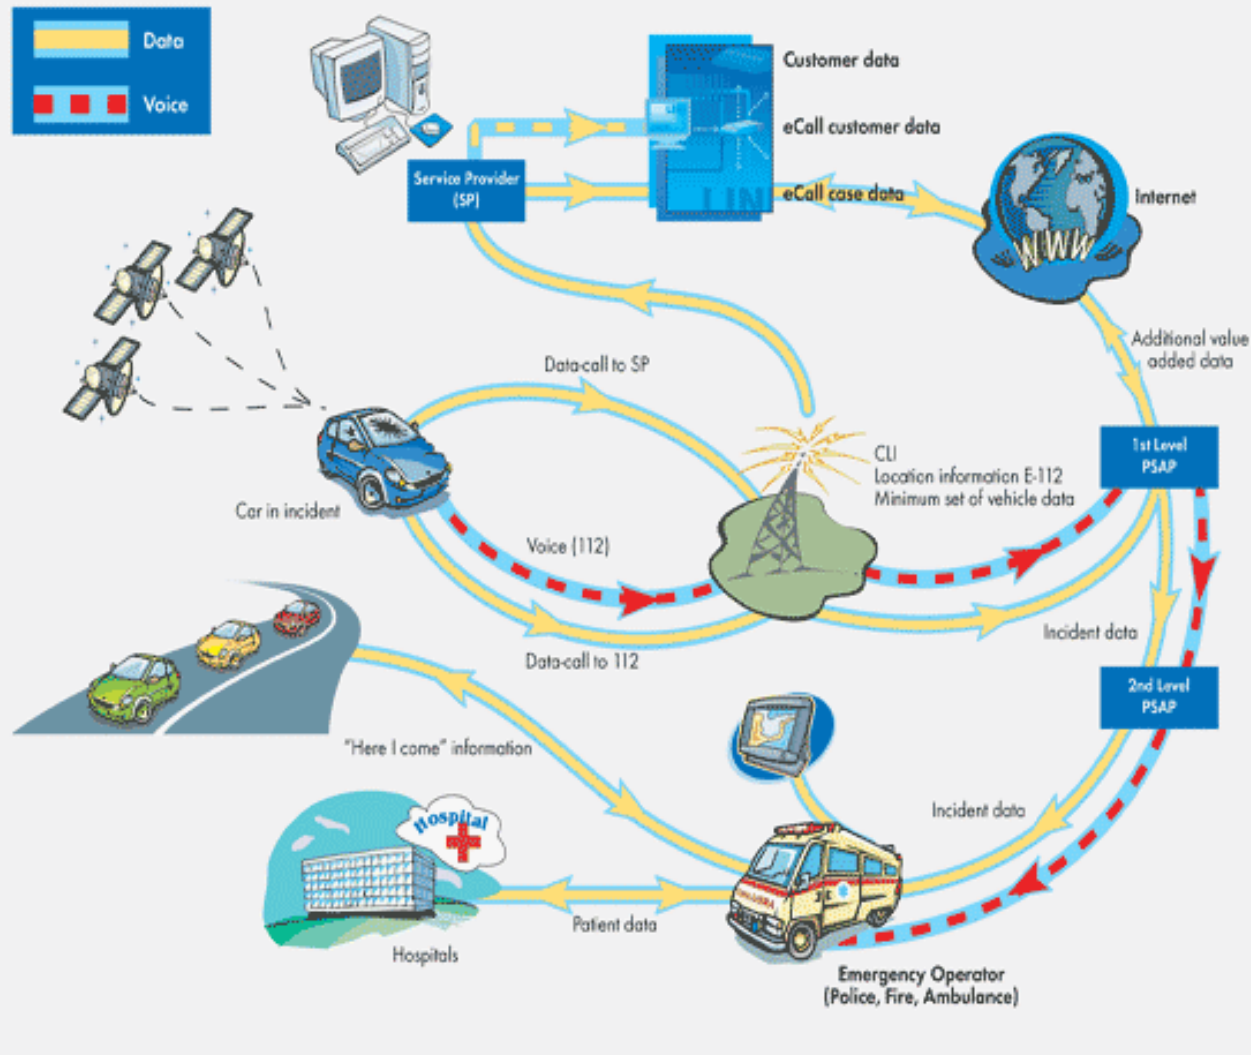 Data
Voice
Customer data
eCall customer data
Service Provider
(SP)
eCall case data
Internet
WWW
Additional value
added data
Data-call to SP
1st Level
PSAP
CLI
Location information E-112
Minimum set of vehicle data
Car in incident
Voice (112)
Incident data
Data-call to 112
2nd Level
PSAP
"Here I come" information
Hospital
Incident data
Patient data
Hospitals
Emergency Operator
(Police, Fire, Ambulance)